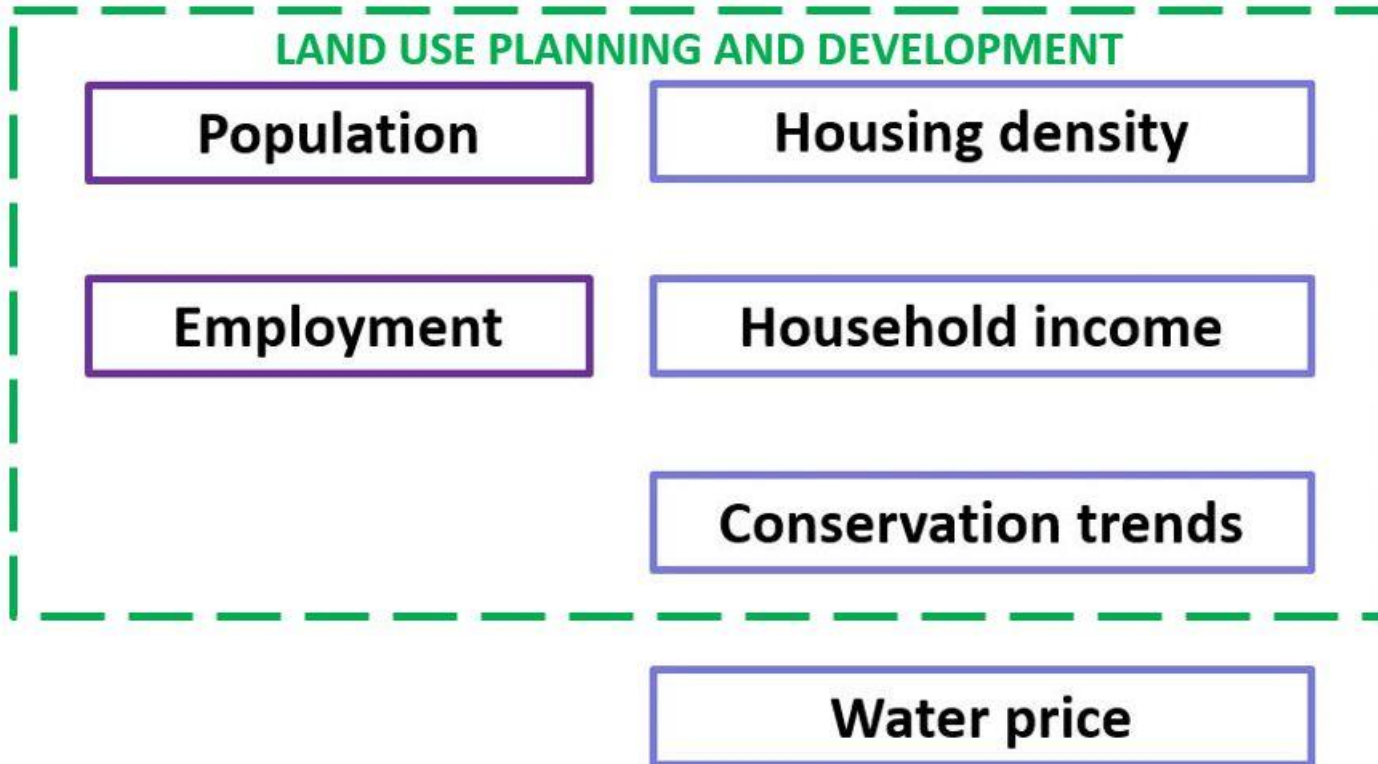 LAND USE PLANNING AND DEVELOPMENT
Population
Housing density
Employment
Household income
Conservation trends
Water price